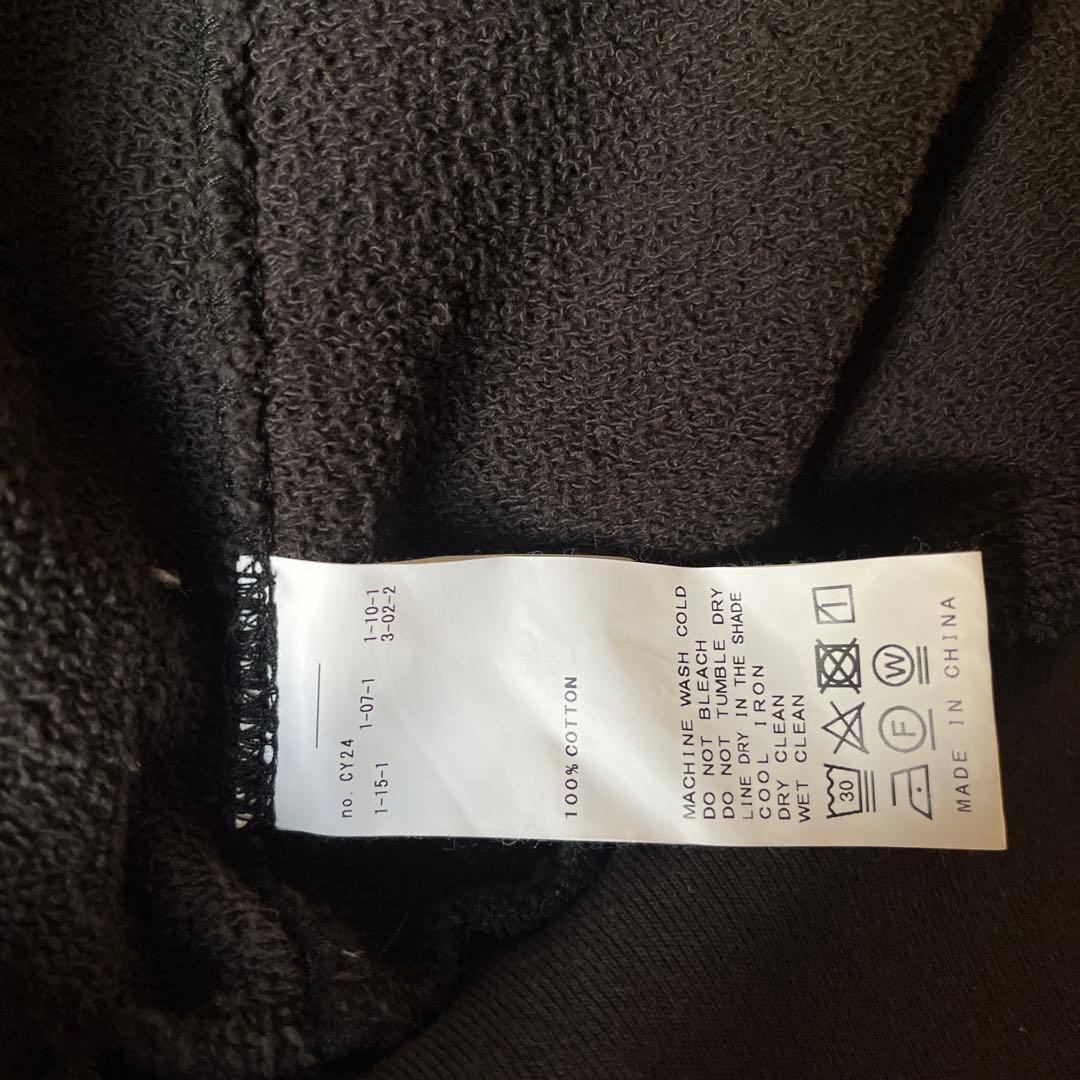 no. CY24
1-15-1 1-07-1 1-10-1
3-02-2
100%COTTON
MACHINE WASH COLD
DO NOT BLEACH
DO NOT TUMBLE DRY
LINE DRY IN THE SHADE
COOL IRON
DRY CLEAN
WET CLEAN
30
F W
MADE IN CHINA